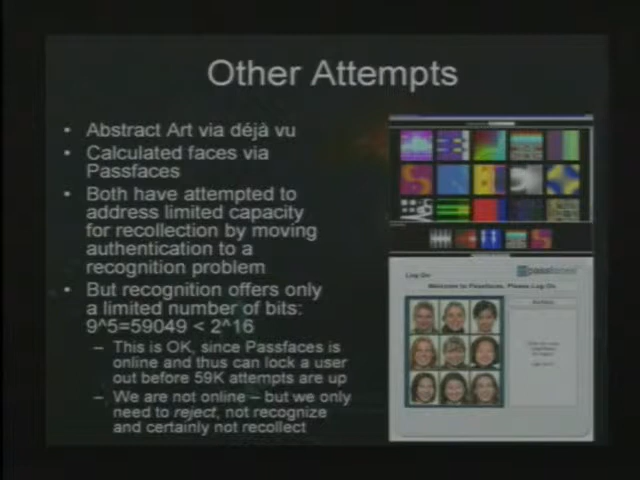 Other Attempts
• Abstract Art via déjà vu
• Calculated faces via
Passfaces
• Both have attempted to
address limited capacity
for recollection by moving
authentication to a
recognition problem
• But recognition offers only
a limited number of bits:
9^5=59049 < 2^16
– This is OK, since Passfaces is
online and thus can lock a user
out before 59K attempts are up
– We are not online – but we only
need to reject, not recognize
and certainly not recollect
Log On
Welcome to Passfaces, Please Log On